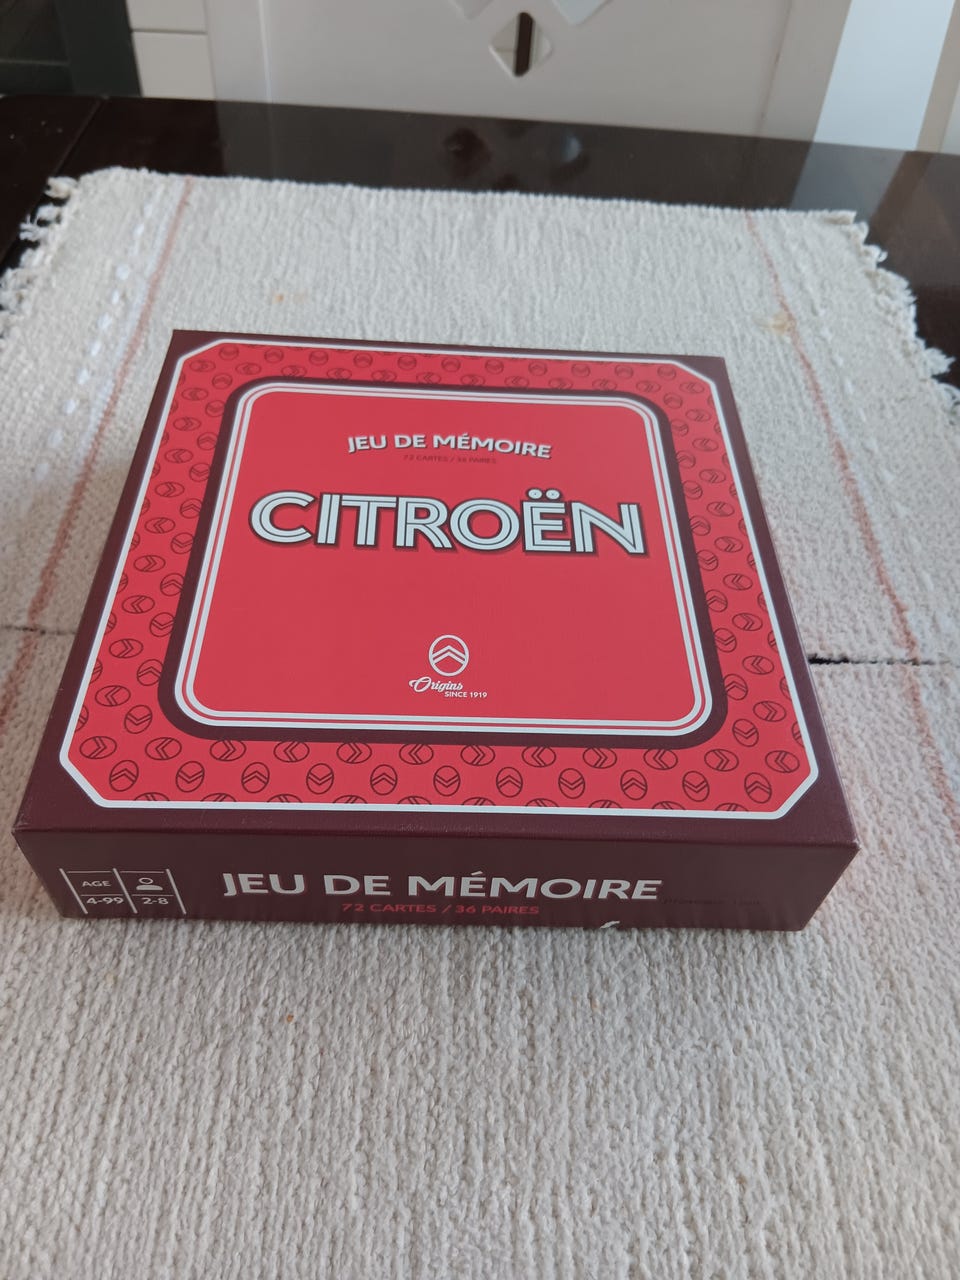 JEU DE MÉMOIRE
72 CARTES / 36 PAIRES
CITROËN
Origins
SINCE 1919
AGE
4-99
2-8
JEU DE MÉMOIRE
72 CARTES / 36 PAIRES